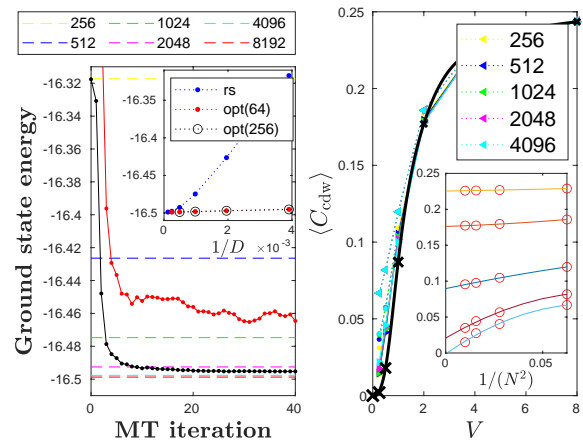 256 1024 4096
512 2048 8192
Ground state energy
-16.32
-16.34
-16.36
-16.38
-16.4
-16.42
-16.44
-16.46
-16.48
-16.5
0 20 40
MT iteration
-16.35
-16.4
-16.45
-16.5
rs
opt(64)
opt(256)
0 2 4
1/D ×10⁻³
⟨C_cdw⟩
0.25
0.2
0.15
0.1
0.05
0
0 2 4 6 8
V
256
512
1024
2048
4096
0.25
0.2
0.15
0.1
0.05
0
0 0.05
1/(N²)